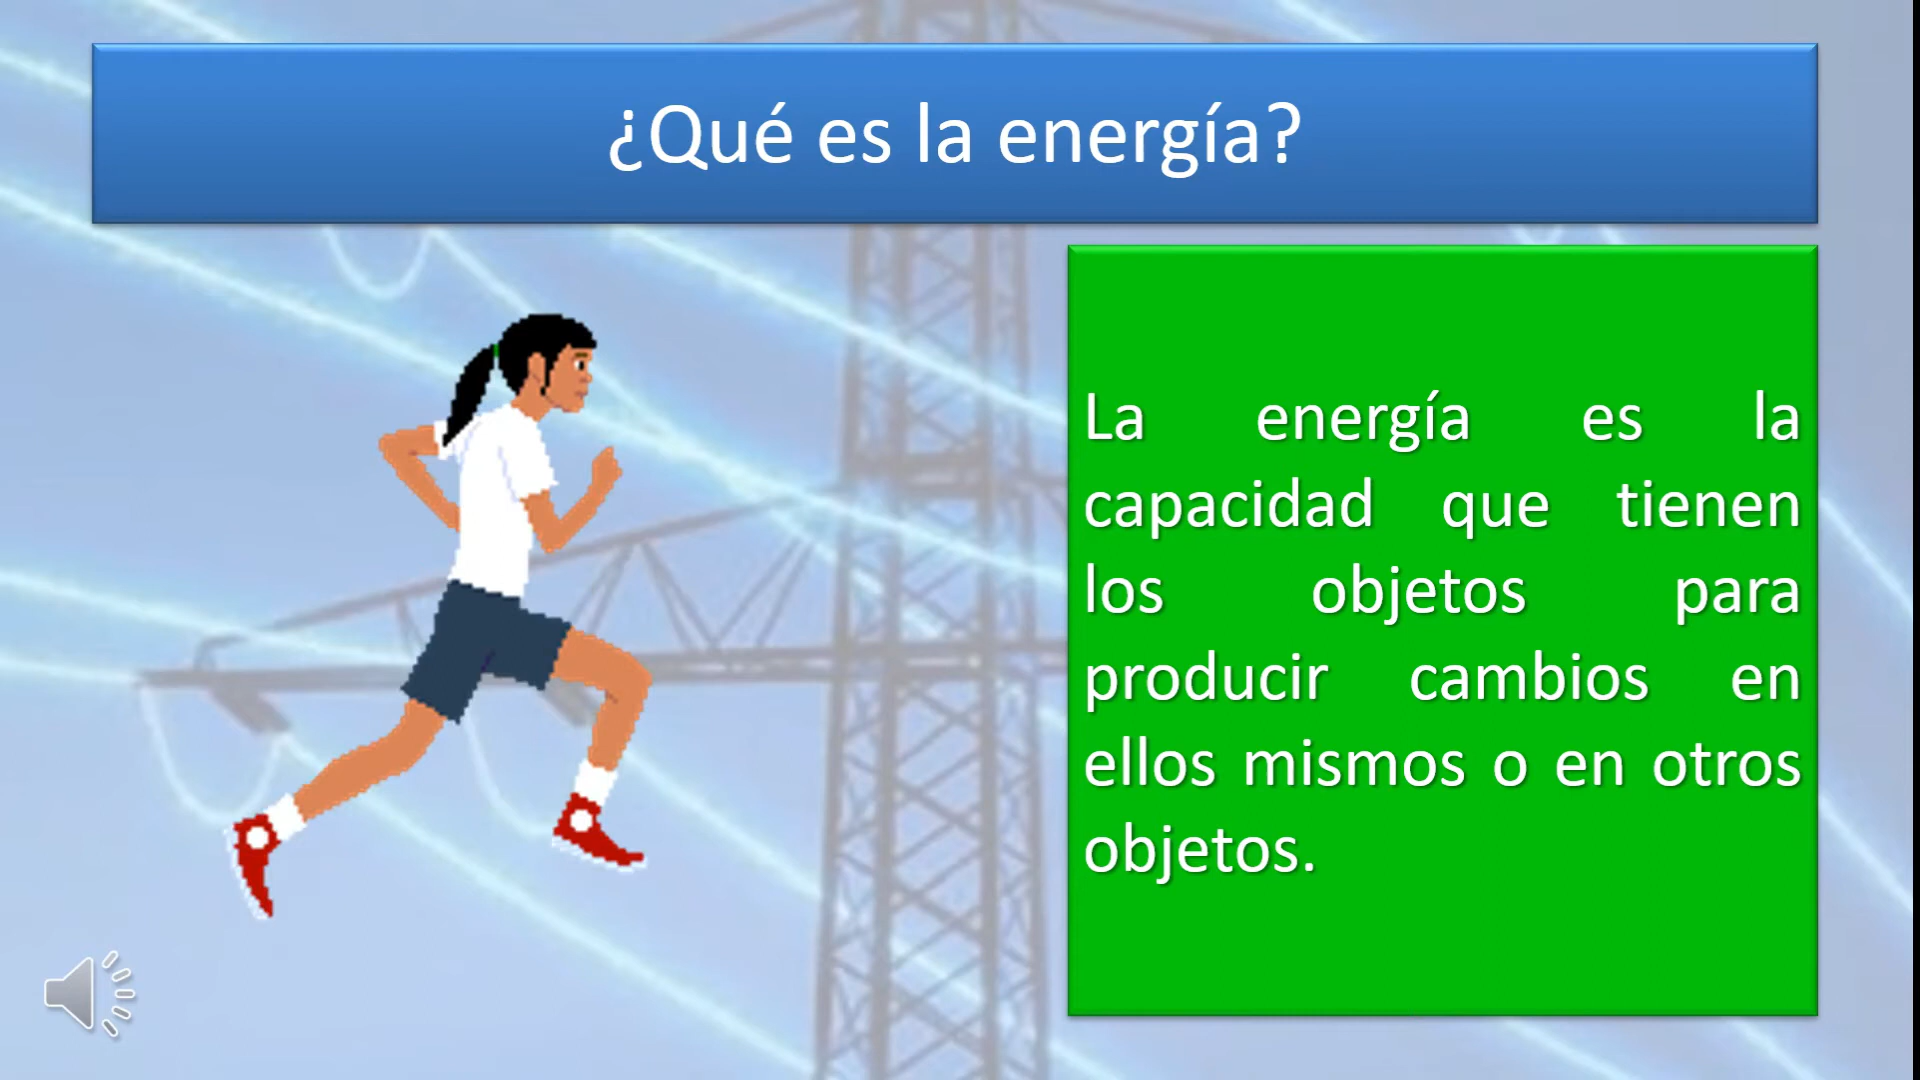 ¿Qué es la energía?
La energía es la
capacidad que tienen
los objetos para
producir cambios en
ellos mismos o en otros
objetos.